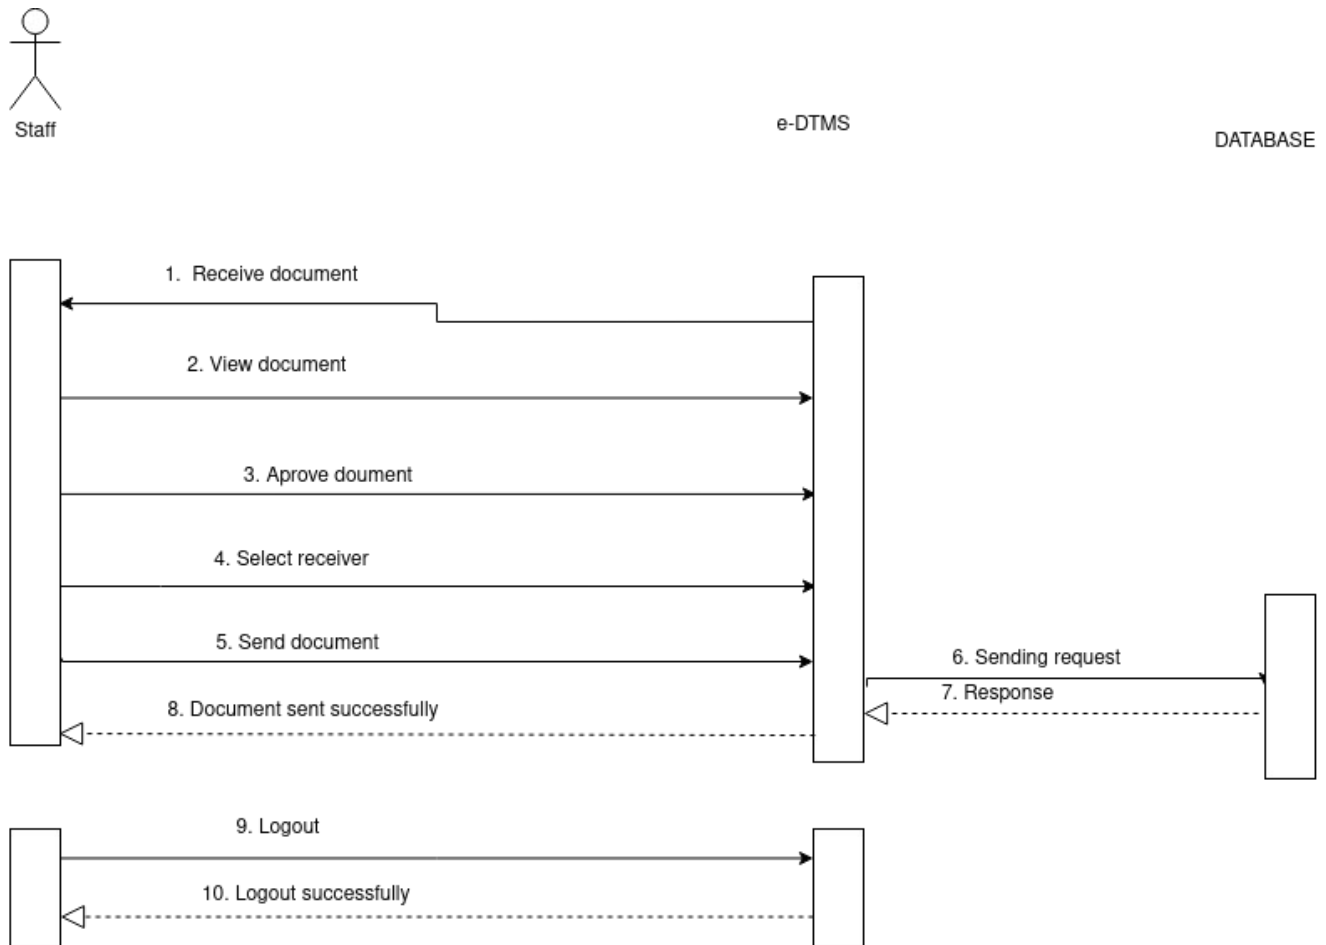 Staff
e-DTMS
DATABASE
1. Receive document
2. View document
3. Aprove doument
4. Select receiver
5. Send document
6. Sending request
7. Response
8. Document sent successfully
9. Logout
10. Logout successfully